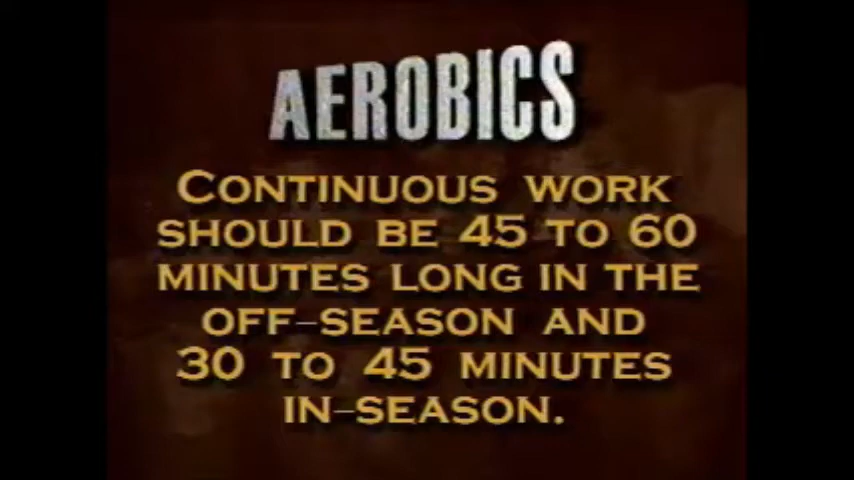 AEROBICS
CONTINUOUS WORK
SHOULD BE 45 TO 60
MINUTES LONG IN THE
OFF-SEASON AND
30 TO 45 MINUTES
IN-SEASON.